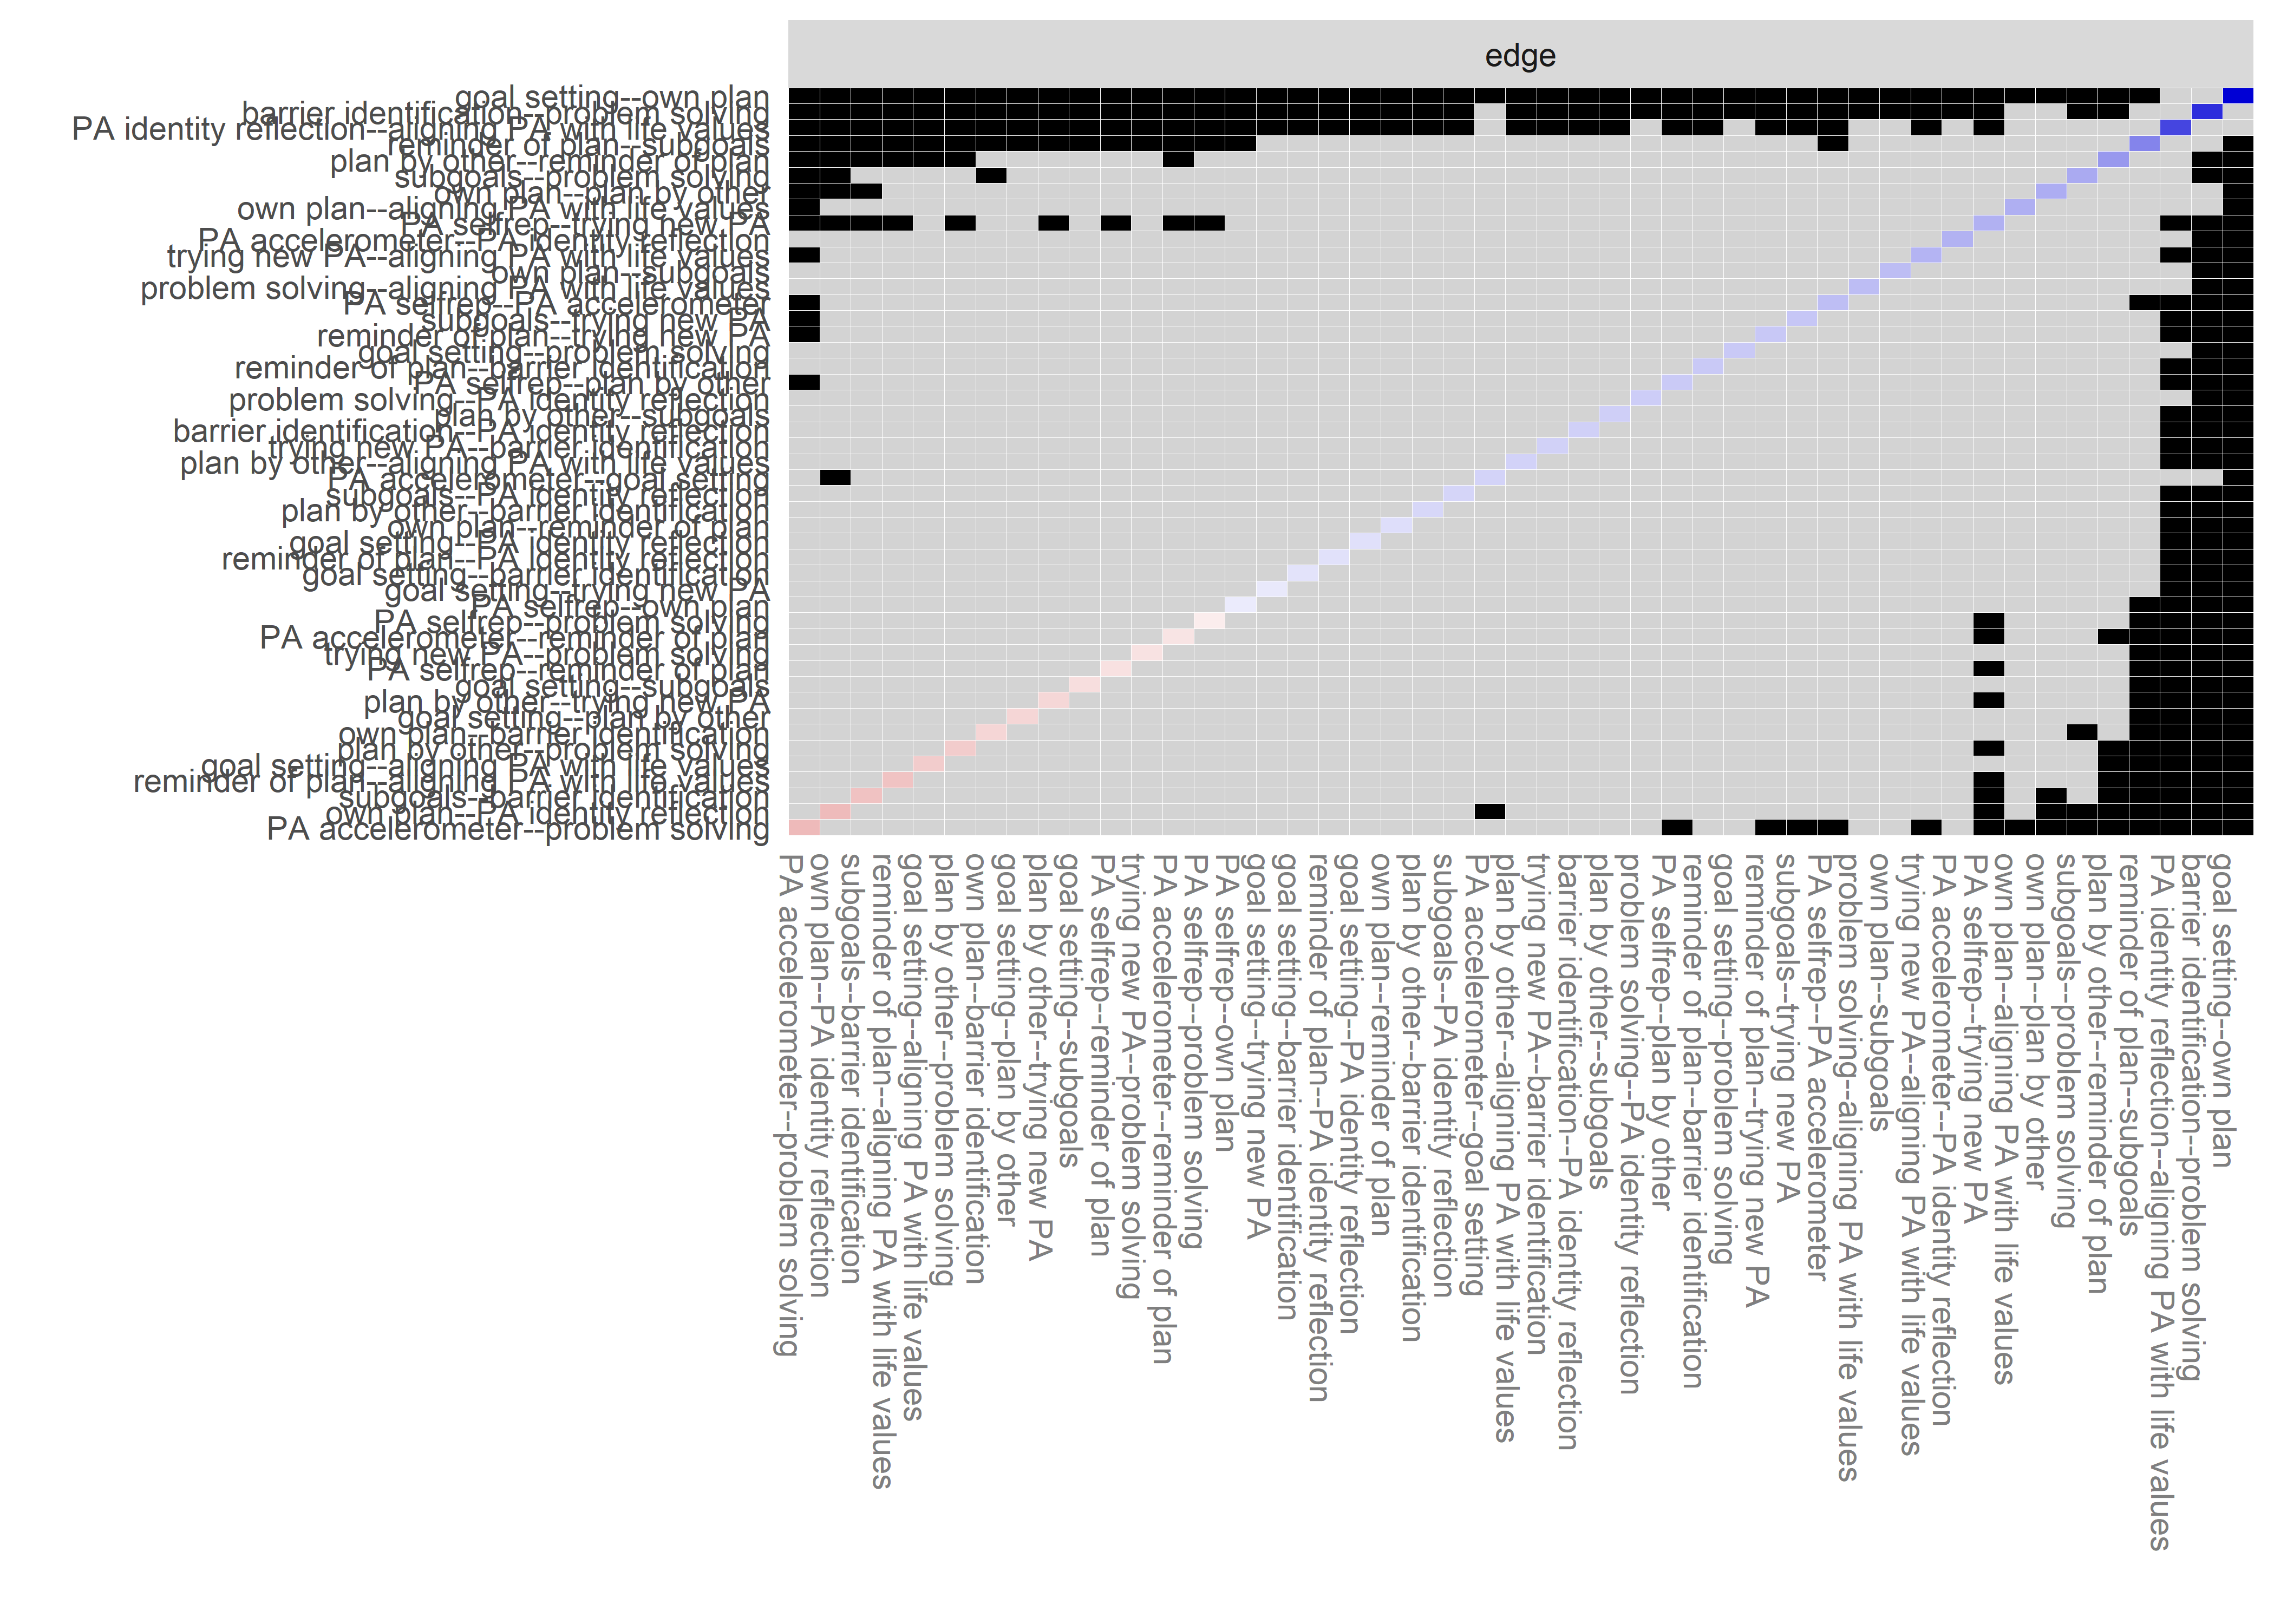 edge
goal setting--own plan
barrier identification--problem solving
PA identity reflection--aligning PA with life values
reminder of plan--subgoals
plan by other--reminder of plan
subgoals--problem solving
own plan--plan by other
own plan--aligning PA with life values
PA selfrep--trying new PA
PA accelerometer--PA identity reflection
trying new PA--aligning PA with life values
own plan--subgoals
problem solving--aligning PA with life values
PA selfrep--PA accelerometer
subgoals--trying new PA
reminder of plan--trying new PA
goal setting--problem solving
reminder of plan--barrier identification
PA selfrep--plan by other
problem solving--PA identity reflection
plan by other--subgoals
barrier identification--PA identity reflection
trying new PA--barrier identification
plan by other--aligning PA with life values
PA accelerometer--goal setting
subgoals--PA identity reflection
plan by other--barrier identification
own plan--reminder of plan
goal setting--PA identity reflection
reminder of plan--PA identity reflection
goal setting--barrier identification
goal setting--trying new PA
PA selfrep--own plan
PA selfrep--problem solving
PA accelerometer--reminder of plan
trying new PA--problem solving
PA selfrep--reminder of plan
goal setting--subgoals
plan by other--trying new PA
goal setting--plan by other
own plan--barrier identification
plan by other--problem solving
goal setting--aligning PA with life values
reminder of plan--aligning PA with life values
subgoals--barrier identification
own plan--PA identity reflection
PA accelerometer--problem solving
PA accelerometer--problem solving
own plan--PA identity reflection
subgoals--barrier identification
reminder of plan--aligning PA with life values
goal setting--aligning PA with life values
plan by other--problem solving
own plan--barrier identification
goal setting--plan by other
plan by other--trying new PA
goal setting--subgoals
PA selfrep--reminder of plan
trying new PA--problem solving
PA accelerometer--reminder of plan
PA selfrep--problem solving
PA selfrep--own plan
goal setting--trying new PA
goal setting--barrier identification
reminder of plan--PA identity reflection
goal setting--PA identity reflection
own plan--reminder of plan
plan by other--barrier identification
subgoals--PA identity reflection
PA accelerometer--goal setting
plan by other--aligning PA with life values
trying new PA--barrier identification
barrier identification--PA identity reflection
plan by other--subgoals
problem solving--PA identity reflection
PA selfrep--plan by other
reminder of plan--barrier identification
goal setting--problem solving
reminder of plan--trying new PA
subgoals--trying new PA
PA selfrep--PA accelerometer
problem solving--aligning PA with life values
own plan--subgoals
trying new PA--aligning PA with life values
PA accelerometer--PA identity reflection
PA selfrep--trying new PA
own plan--aligning PA with life values
own plan--plan by other
subgoals--problem solving
plan by other--reminder of plan
reminder of plan--subgoals
PA identity reflection--aligning PA with life values
barrier identification--problem solving
goal setting--own plan